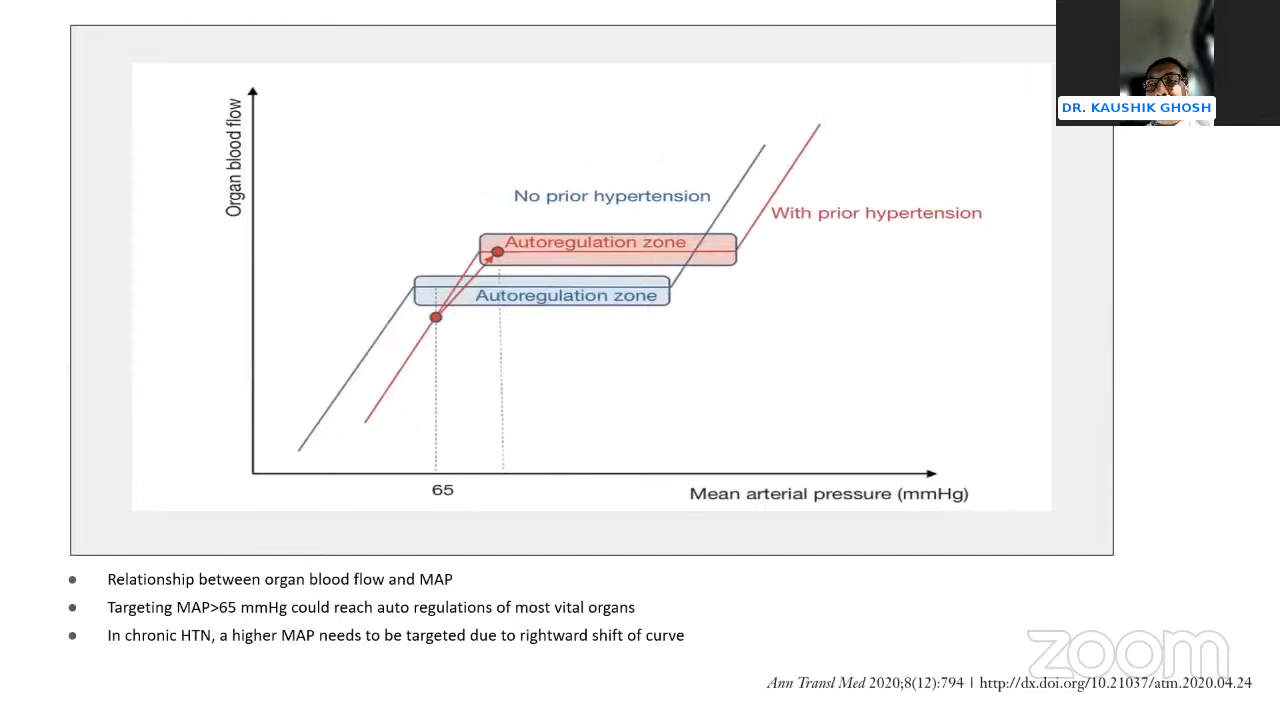 DR. KAUSHIK GHOSH
Organ blood flow
No prior hypertension
With prior hypertension
Autoregulation zone
Autoregulation zone
65
Mean arterial pressure (mmHg)
● Relationship between organ blood flow and MAP
● Targeting MAP>65 mmHg could reach auto regulations of most vital organs
● In chronic HTN, a higher MAP needs to be targeted due to rightward shift of curve
zoom
Ann Transl Med 2020;8(12):794 | http://dx.doi.org/10.21037/atm.2020.04.24